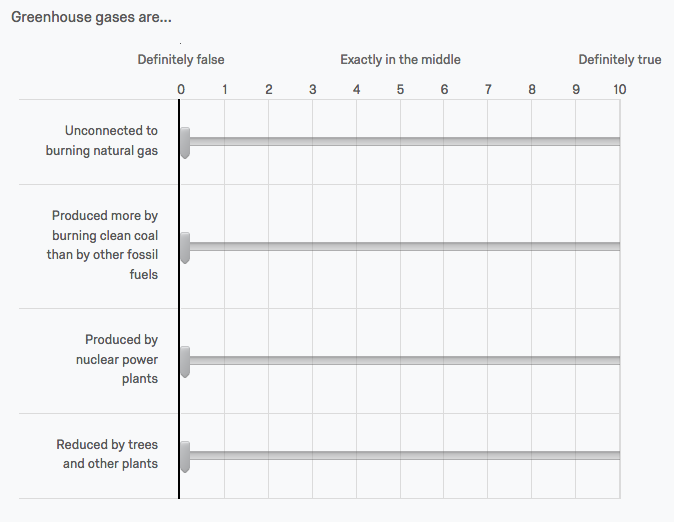 Greenhouse gases are...
Definitely false Exactly in the middle Definitely true
0 1 2 3 4 5 6 7 8 9 10
Unconnected to
burning natural gas
Produced more by
burning clean coal
than by other fossil
fuels
Produced by
nuclear power
plants
Reduced by trees
and other plants